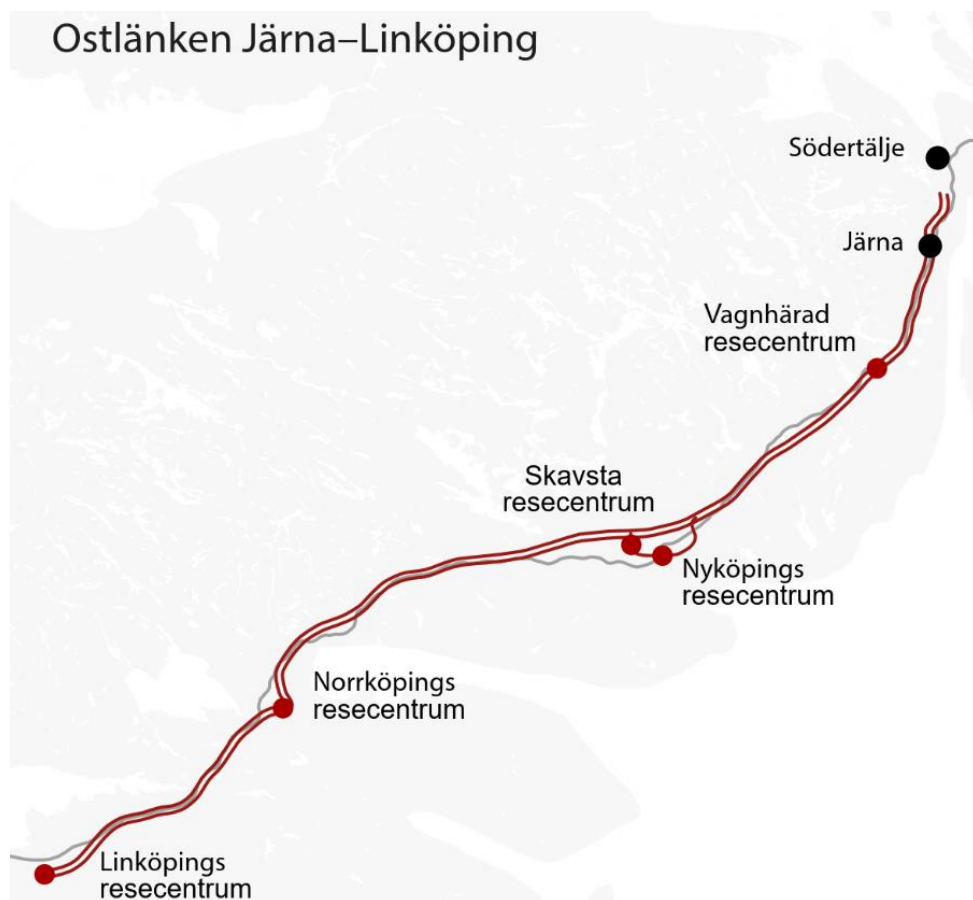 Ostlänken Järna–Linköping
Södertälje
Järna
Vagnhärad
resecentrum
Skavsta
resecentrum
Nyköpings
resecentrum
Norrköpings
resecentrum
Linköpings
resecentrum